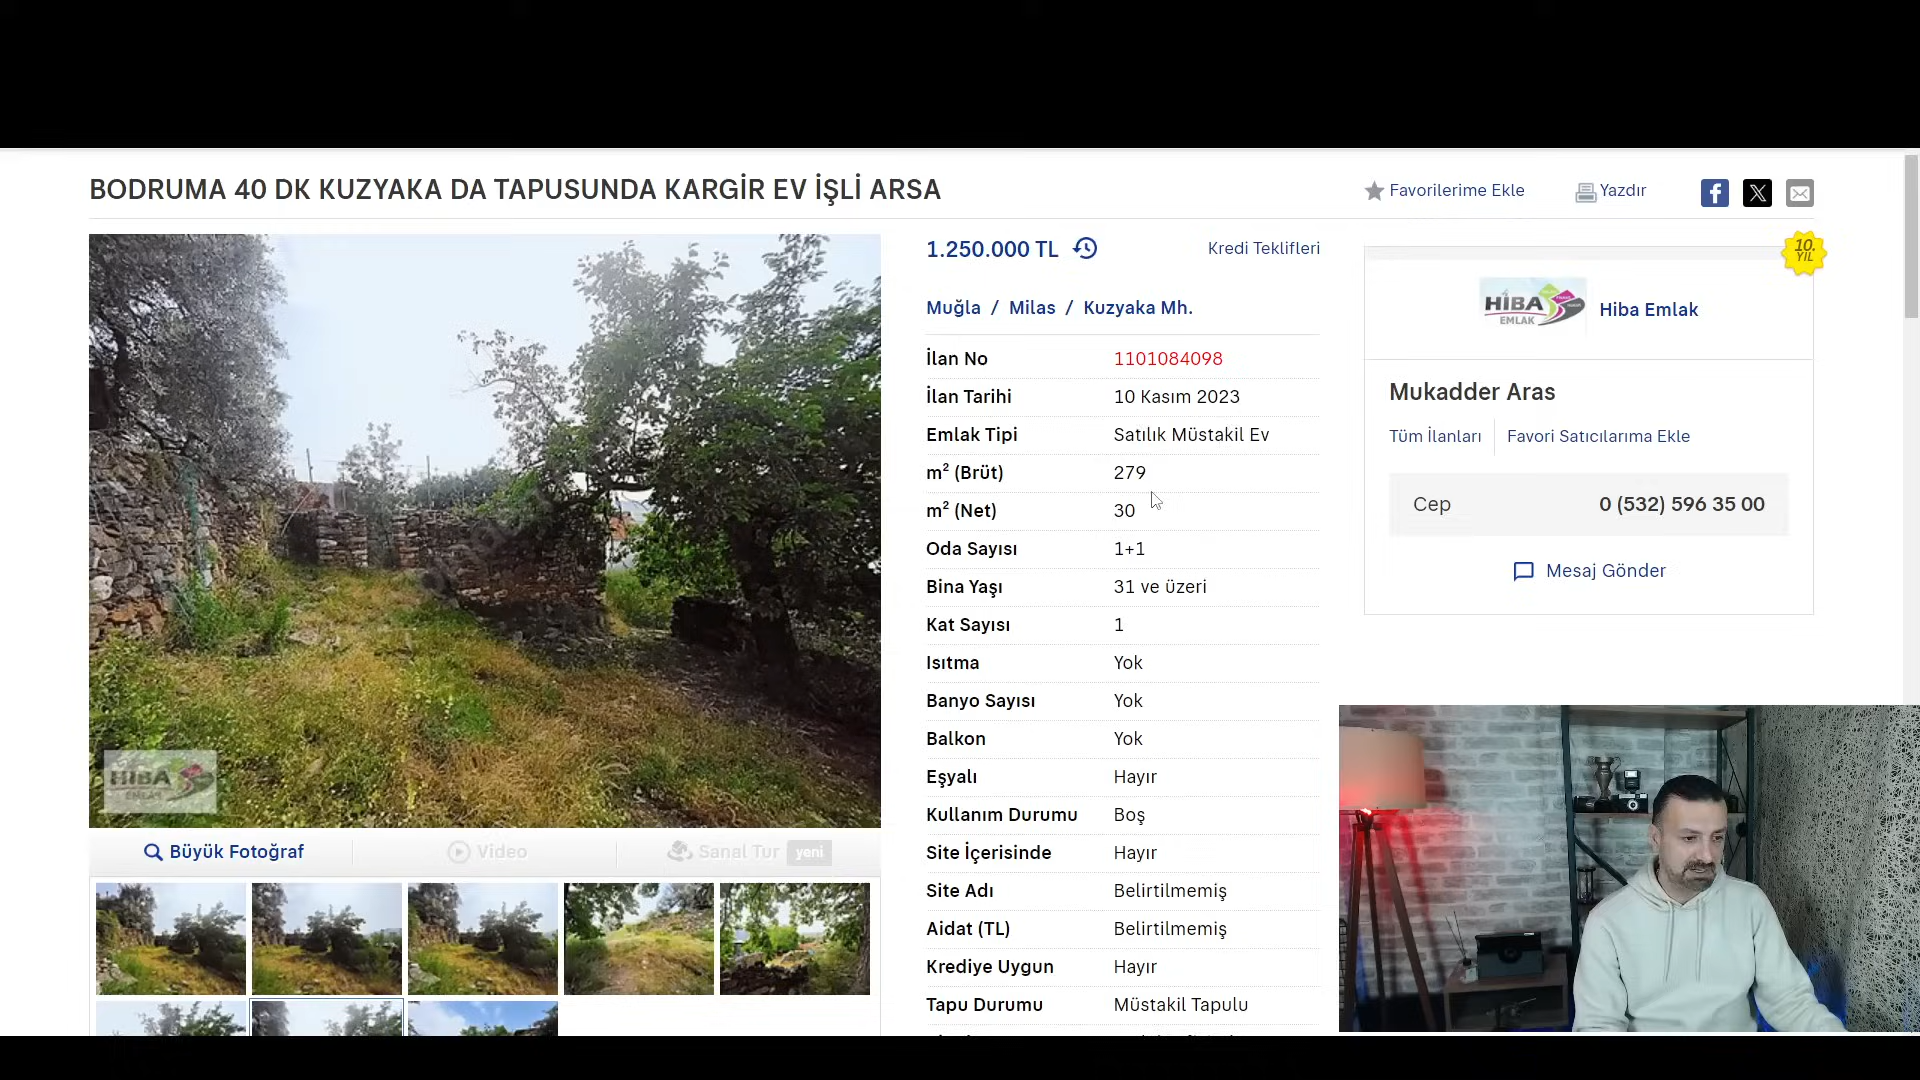 BODRUMA 40 DK KUZYAKA DA TAPUSUNDA KARGİR EV İŞLİ ARSA
Favorilerime Ekle
Yazdır
1.250.000 TL
Kredi Teklifleri
Muğla / Milas / Kuzyaka Mh.
İlan No 1101084098
İlan Tarihi 10 Kasım 2023
Emlak Tipi Satılık Müstakil Ev
m² (Brüt) 279
m² (Net) 30
Oda Sayısı 1+1
Bina Yaşı 31 ve üzeri
Kat Sayısı 1
Isıtma Yok
Banyo Sayısı Yok
Balkon Yok
Eşyalı Hayır
Kullanım Durumu Boş
Site İçerisinde Hayır
Site Adı Belirtilmemiş
Aidat (TL) Belirtilmemiş
Krediye Uygun Hayır
Tapu Durumu Müstakil Tapulu
10. YIL
HİBA EMLAK
Hiba Emlak
Mukadder Aras
Tüm İlanları
Favori Satıcılarıma Ekle
Cep 0 (532) 596 35 00
Mesaj Gönder
HİBA
EMLAK
Büyük Fotoğraf
Video
Sanal Tur yeni